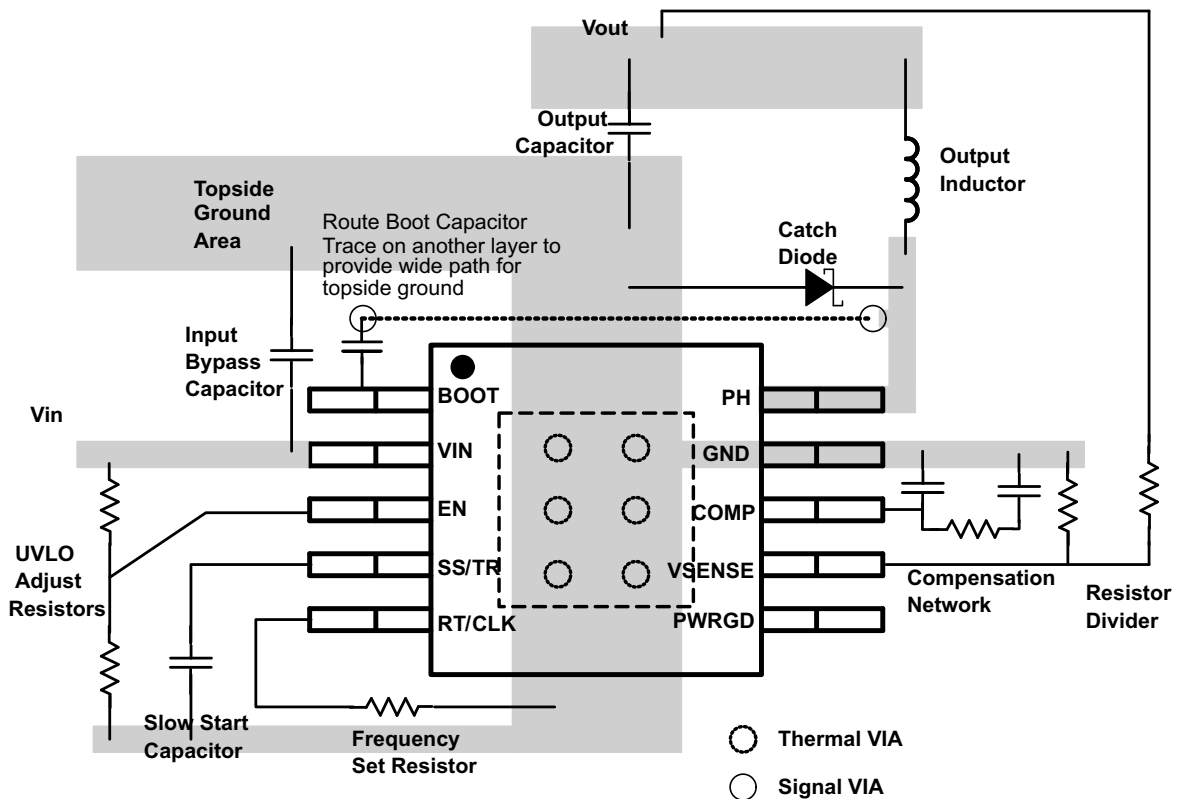 Vout
Output
Capacitor
Output
Inductor
Topside
Ground
Area
Route Boot Capacitor
Trace on another layer to
provide wide path for
topside ground
Catch
Diode
Input
Bypass
Capacitor
Vin
BOOT
VIN
EN
SS/TR
RT/CLK
PH
GND
COMP
VSENSE
PWRGD
UVLO
Adjust
Resistors
Compensation
Network
Resistor
Divider
Slow Start
Capacitor
Frequency
Set Resistor
Thermal VIA
Signal VIA